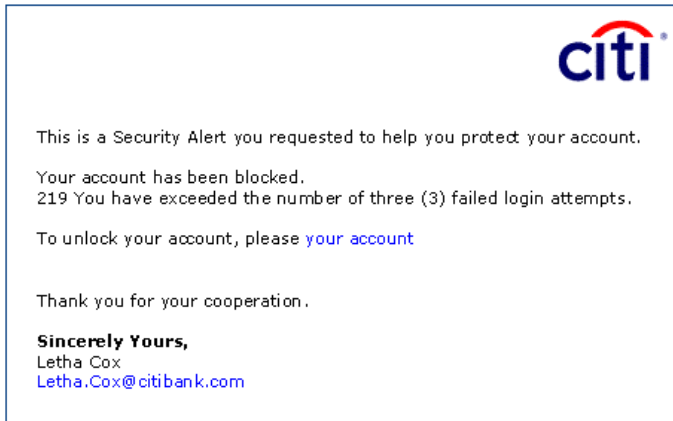 citi®
This is a Security Alert you requested to help you protect your account.
Your account has been blocked.
219 You have exceeded the number of three (3) failed login attempts.
To unlock your account, please your account
Thank you for your cooperation.
Sincerely Yours,
Letha Cox
Letha.Cox@citibank.com